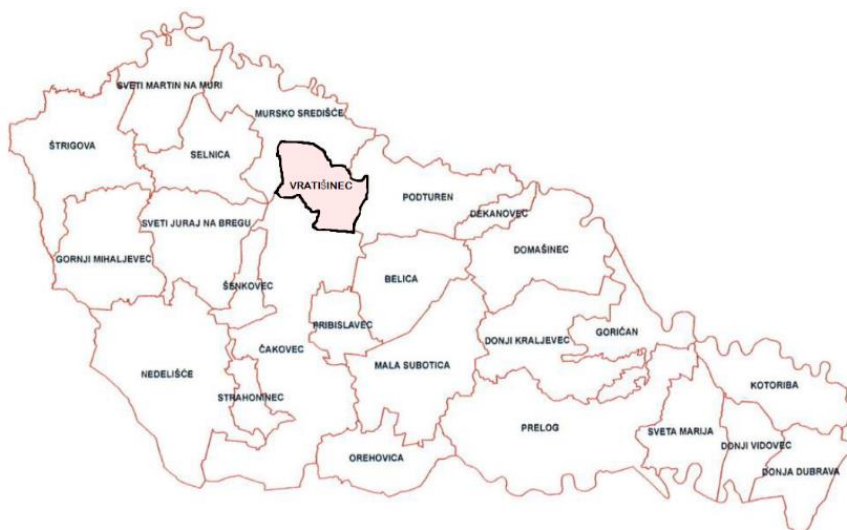 SVETI MARTIN NA MURI
MURSKO SREDIŠĆE
ŠTRIGOVA
SELNICA
VRATIŠINEC
PODTUREN
DEKANOVEC
SVETI JURAJ NA BREGU
DOMAŠINEC
GORNJI MIHALJEVEC
BELICA
ŠENKOVEC
PRIBISLAVEC
GORIČAN
DONJI KRALJEVEC
ČAKOVEC
MALA SUBOTICA
NEDELIŠĆE
KOTORIBA
STRAHONINEC
PRELOG
SVETA MARIJA
DONJI VIDOVEC
OREHOVICA
DONJA DUBRAVA